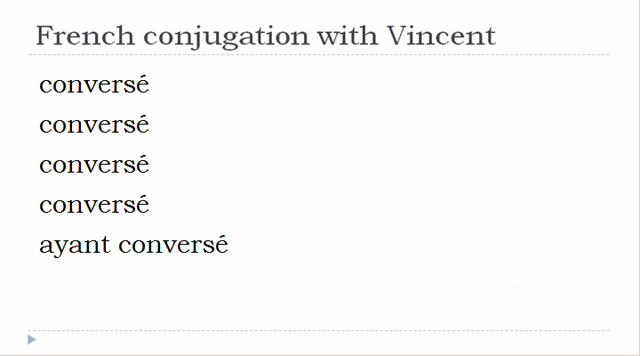 French conjugation with Vincent
conversé
conversé
conversé
conversé
ayant conversé